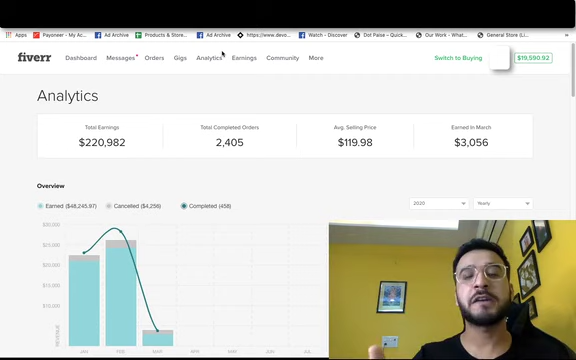 Apps Payoneer - My Ac... Ad Archive Products & Store... Ad Archive https://www.devo... Watch - Discover Dot Paise – Quick... Our Work - What... General Store (Li... »
fiverr Dashboard Messages Orders Gigs Analytics Earnings Community More Switch to Buying $19,590.92
Analytics
Total Earnings Total Completed Orders Avg. Selling Price Earned In March
$220,982 2,405 $119.98 $3,056
Overview
Earned ($48,245.97) Cancelled ($4,256) Completed (458) 2020 Yearly
$30,000
$25,000
$20,000
$15,000
$10,000
REVENUE
JAN FEB MAR APR MAY JUN JUL